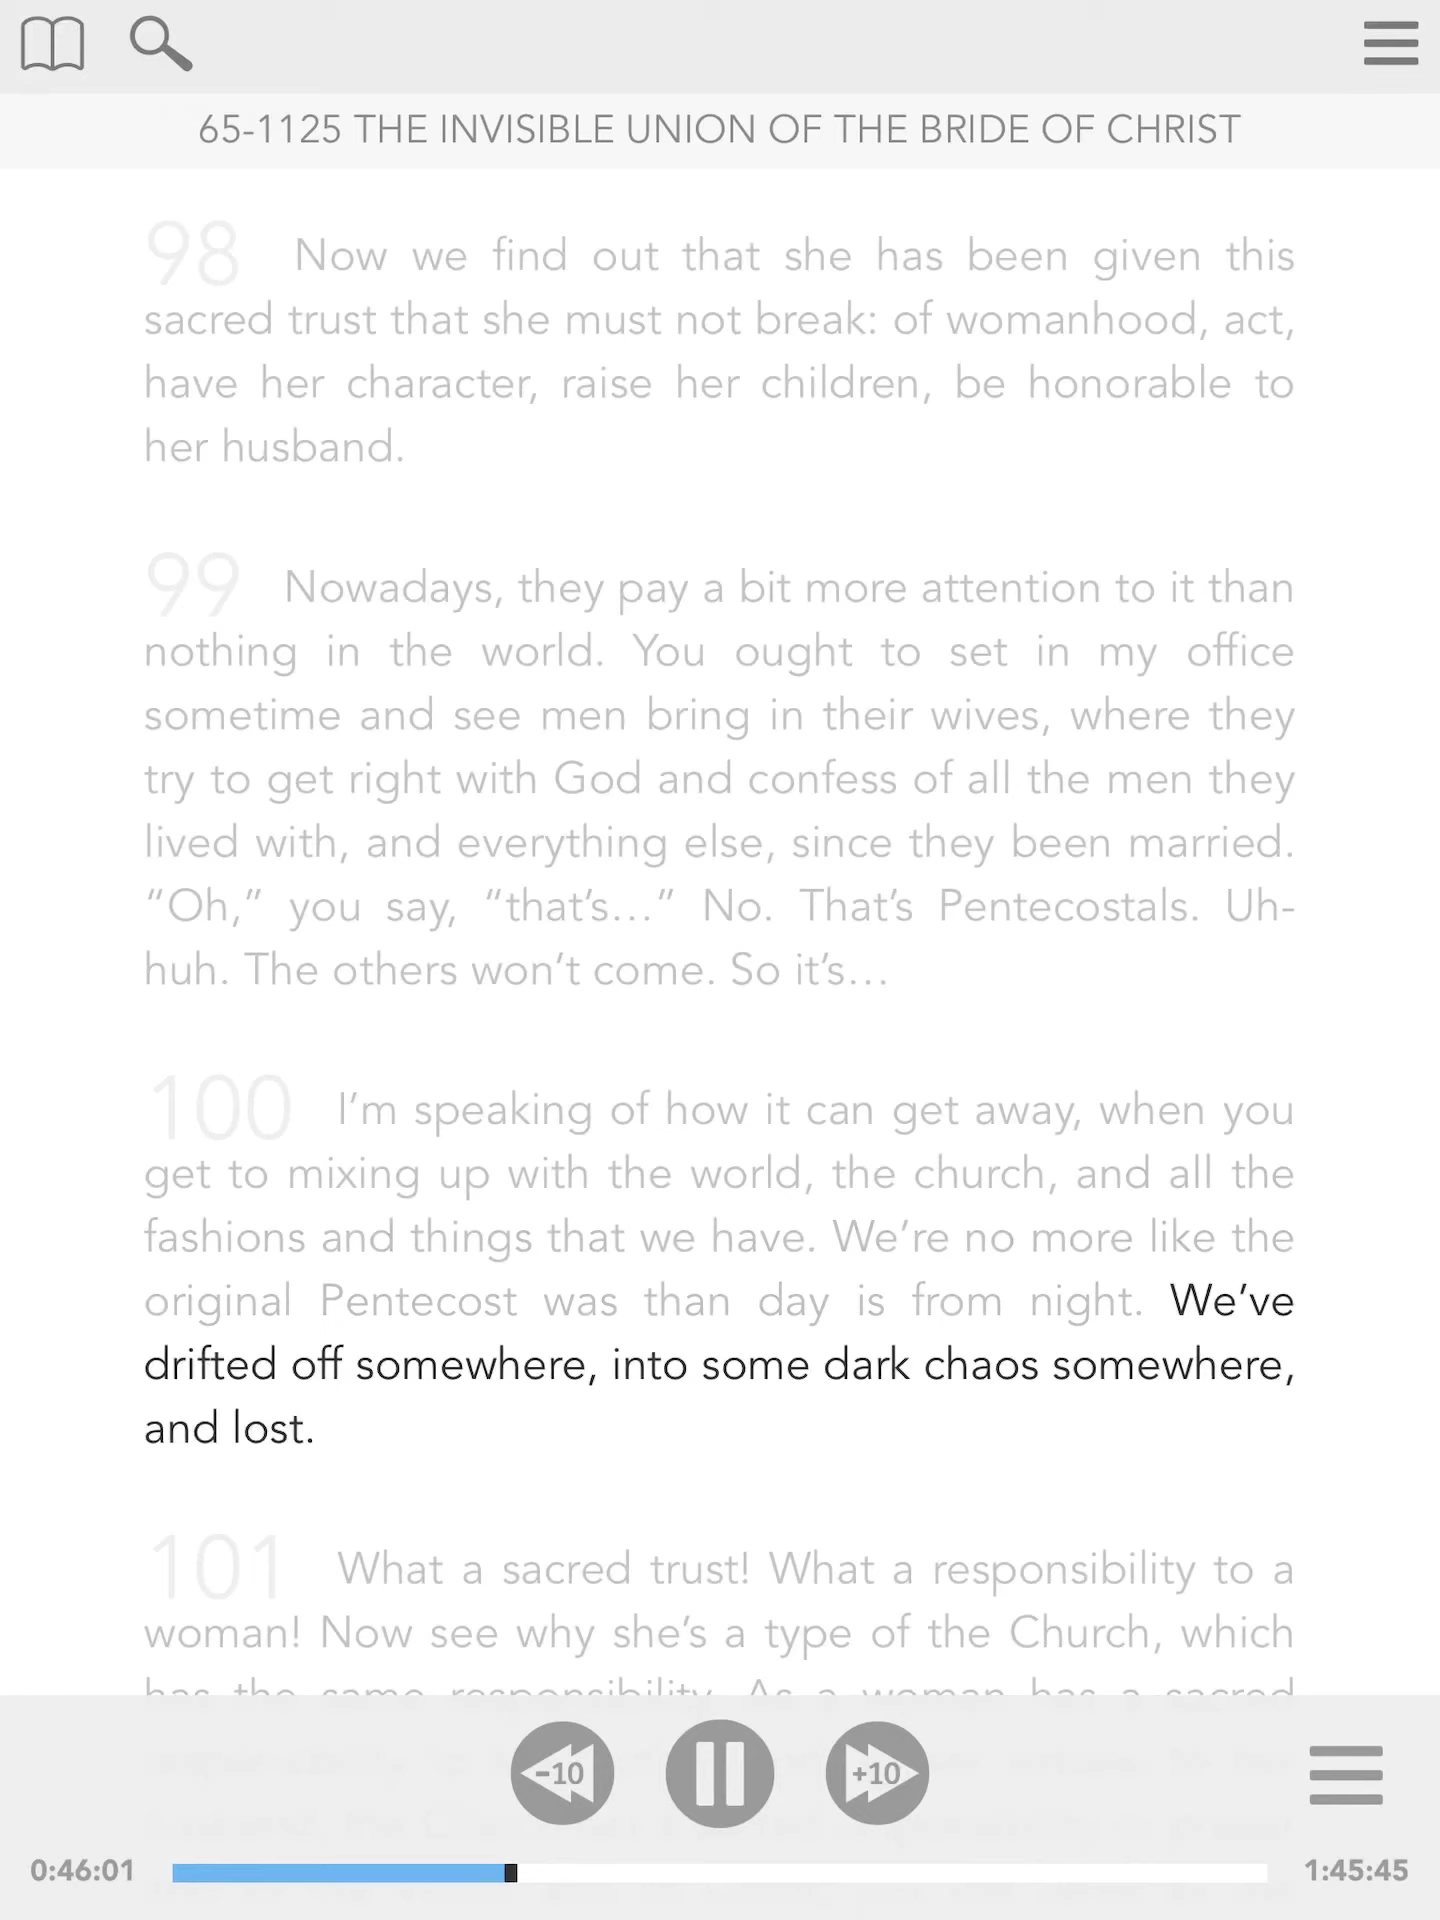 65-1125 THE INVISIBLE UNION OF THE BRIDE OF CHRIST
98 Now we find out that she has been given this
sacred trust that she must not break: of womanhood, act,
have her character, raise her children, be honorable to
her husband.
99 Nowadays, they pay a bit more attention to it than
nothing in the world. You ought to set in my office
sometime and see men bring in their wives, where they
try to get right with God and confess of all the men they
lived with, and everything else, since they been married.
“Oh,” you say, “that’s…” No. That’s Pentecostals. Uh-
huh. The others won’t come. So it’s…
100 I’m speaking of how it can get away, when you
get to mixing up with the world, the church, and all the
fashions and things that we have. We’re no more like the
original Pentecost was than day is from night. We’ve
drifted off somewhere, into some dark chaos somewhere,
and lost.
101 What a sacred trust! What a responsibility to a
woman! Now see why she’s a type of the Church, which
has the same responsibility. As a woman has a sacred
-10 +10
0:46:01 1:45:45